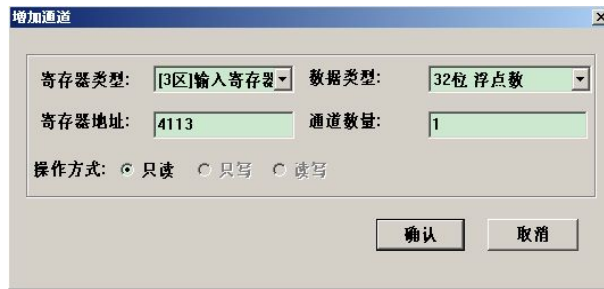 增加通道
寄存器类型: [3区]输入寄存器 数据类型: 32位 浮点数
寄存器地址: 4113 通道数量: 1
操作方式: 只读 只写 读写
确认 取消